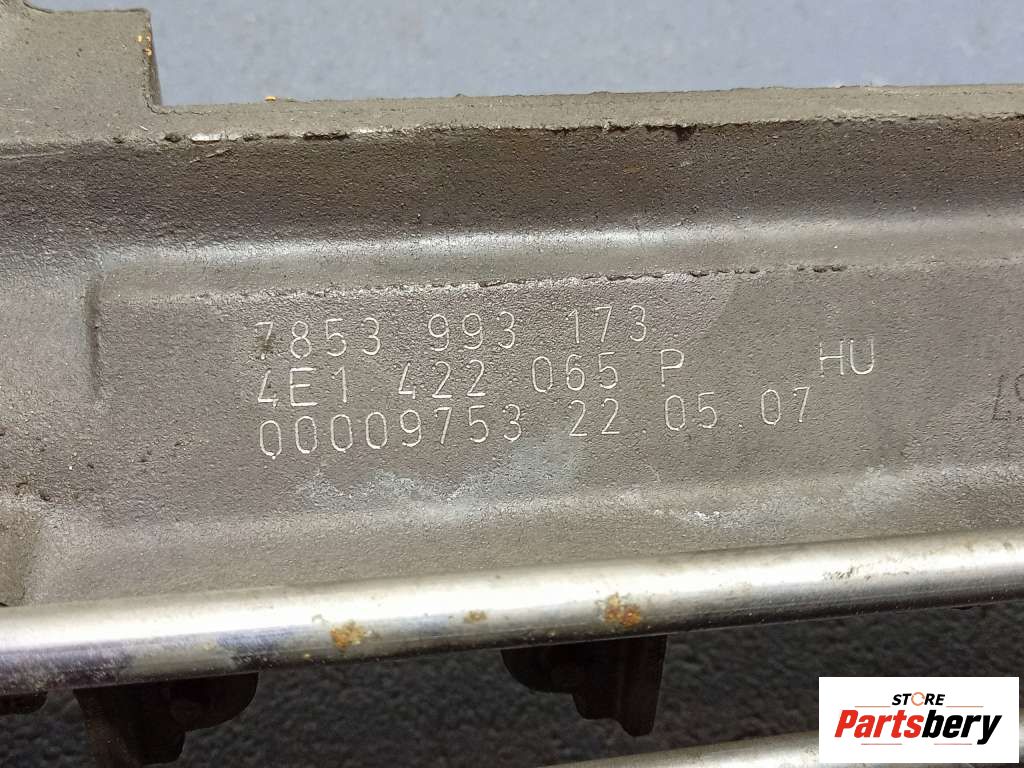 7853 993 173
4E1 422 065 P HU
00009753 22.05.07
STORE
Partsbery